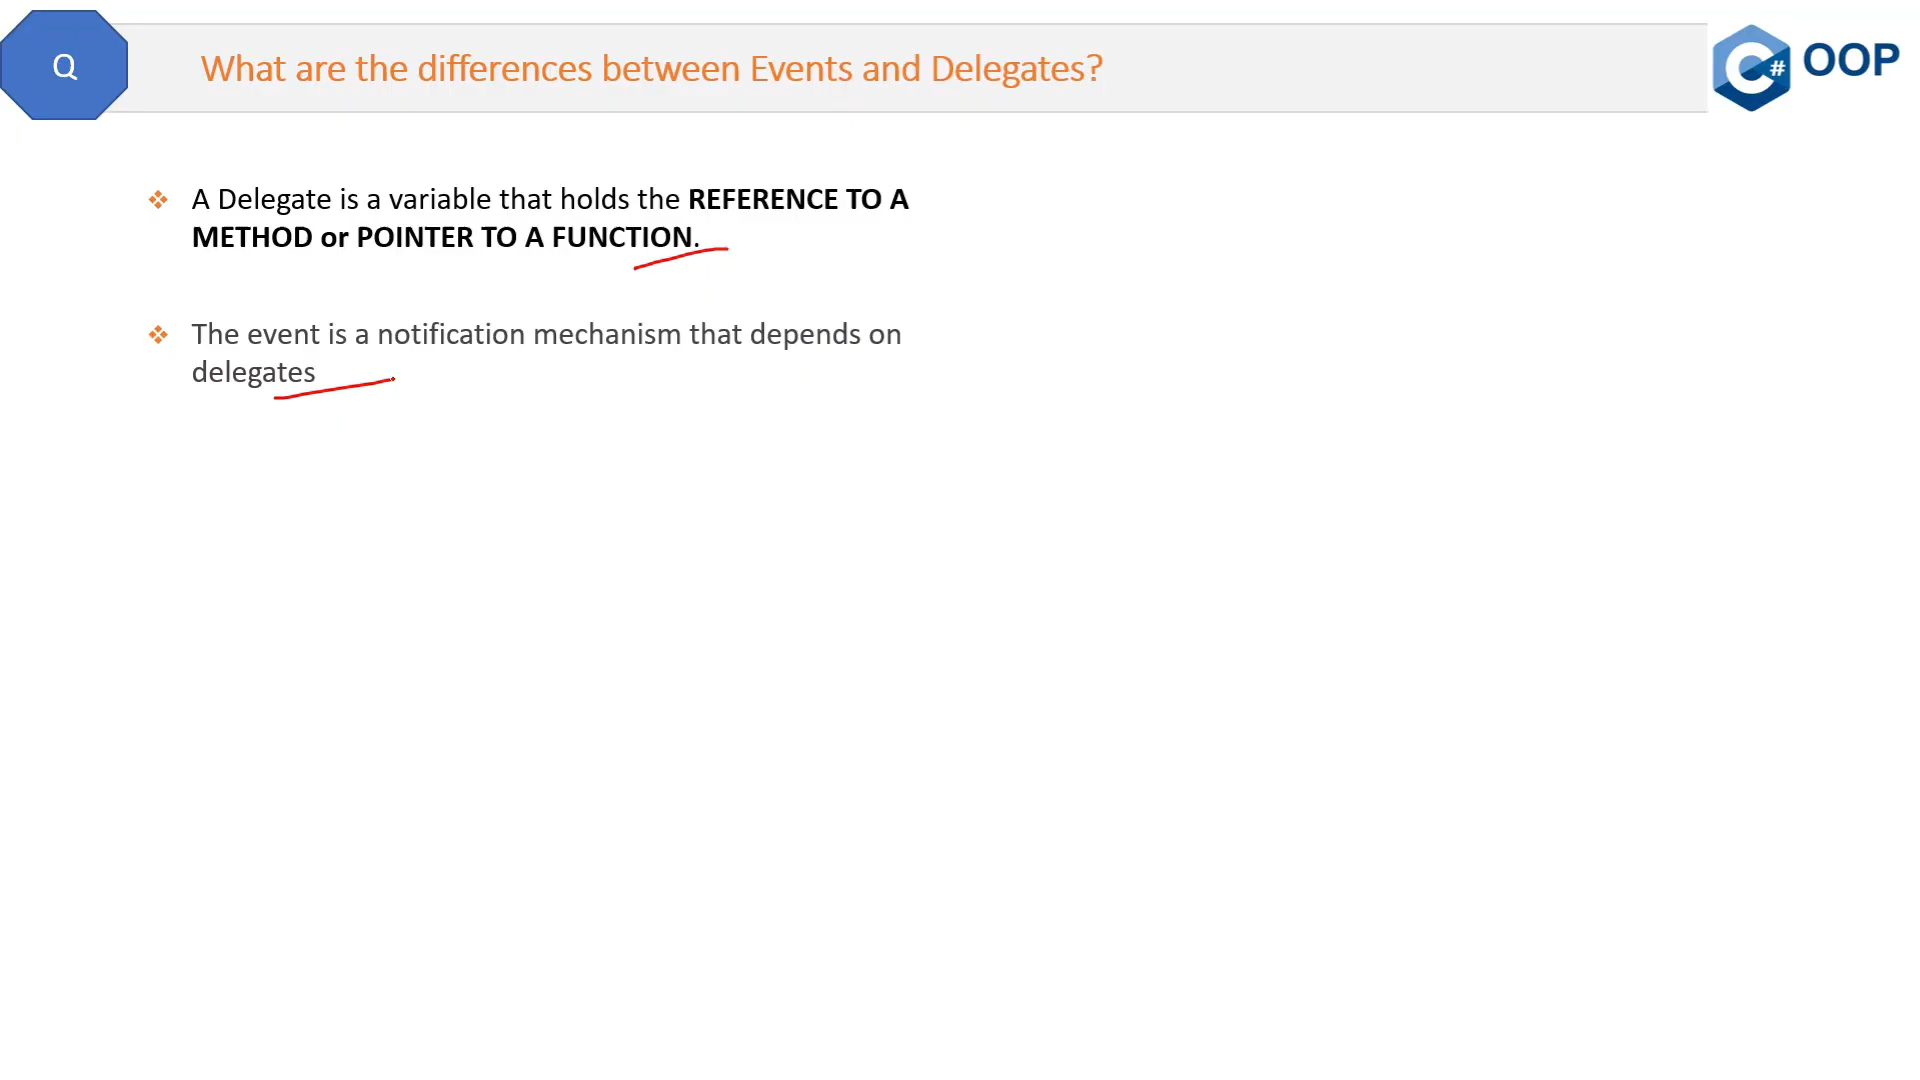 Q
What are the differences between Events and Delegates?
C# OOP
A Delegate is a variable that holds the REFERENCE TO A
METHOD or POINTER TO A FUNCTION.
The event is a notification mechanism that depends on
delegates